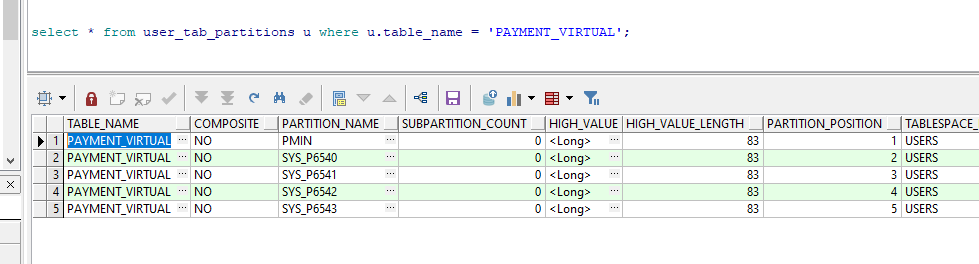 select * from user_tab_partitions u where u.table_name = 'PAYMENT_VIRTUAL';
TABLE_NAME COMPOSITE PARTITION_NAME SUBPARTITION_COUNT HIGH_VALUE HIGH_VALUE_LENGTH PARTITION_POSITION TABLESPACE_
1 PAYMENT_VIRTUAL ... NO PMIN ... 0 <Long> ... 83 1 USERS
2 PAYMENT_VIRTUAL ... NO SYS_P6540 ... 0 <Long> ... 83 2 USERS
3 PAYMENT_VIRTUAL ... NO SYS_P6541 ... 0 <Long> ... 83 3 USERS
4 PAYMENT_VIRTUAL ... NO SYS_P6542 ... 0 <Long> ... 83 4 USERS
5 PAYMENT_VIRTUAL ... NO SYS_P6543 ... 0 <Long> ... 83 5 USERS